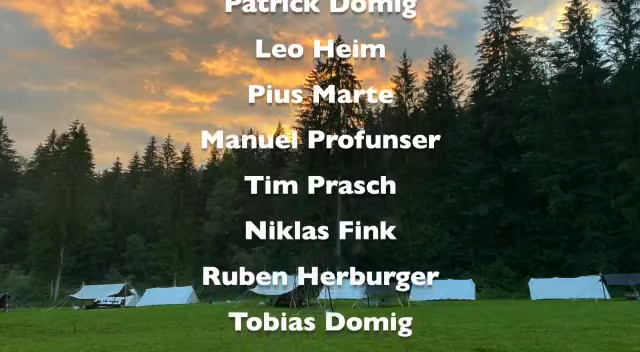 Patrick Domig
Leo Heim
Pius Marte
Manuel Profunser
Tim Prasch
Niklas Fink
Ruben Herburger
Tobias Domig